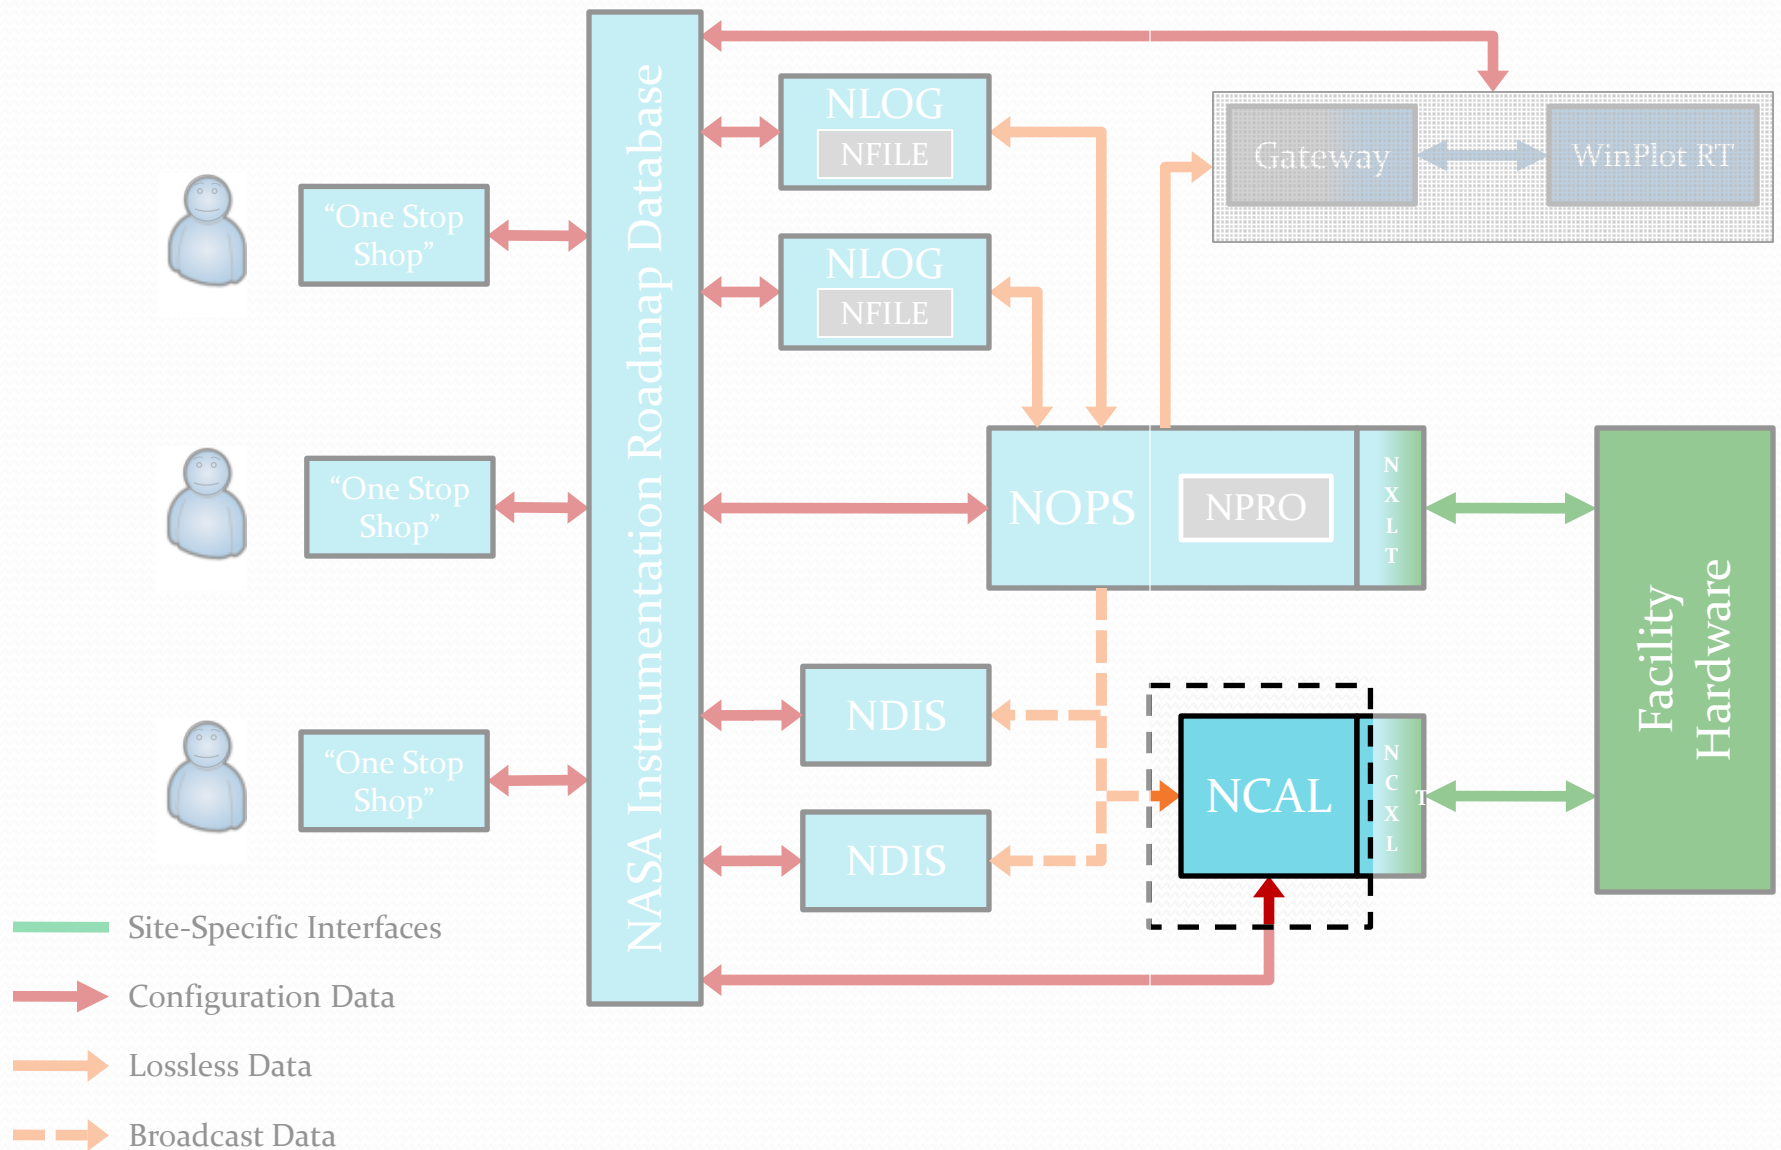 NLOG
NFILE
Gateway
WinPlot RT
“One Stop
Shop”
NASA Instrumentation Roadmap Database
NLOG
NFILE
“One Stop
Shop”
NOPS
NPRO
N
X
L
T
Facility
Hardware
“One Stop
Shop”
NDIS
NCAL
N
C
X
L
T
NDIS
Site-Specific Interfaces
Configuration Data
Lossless Data
Broadcast Data